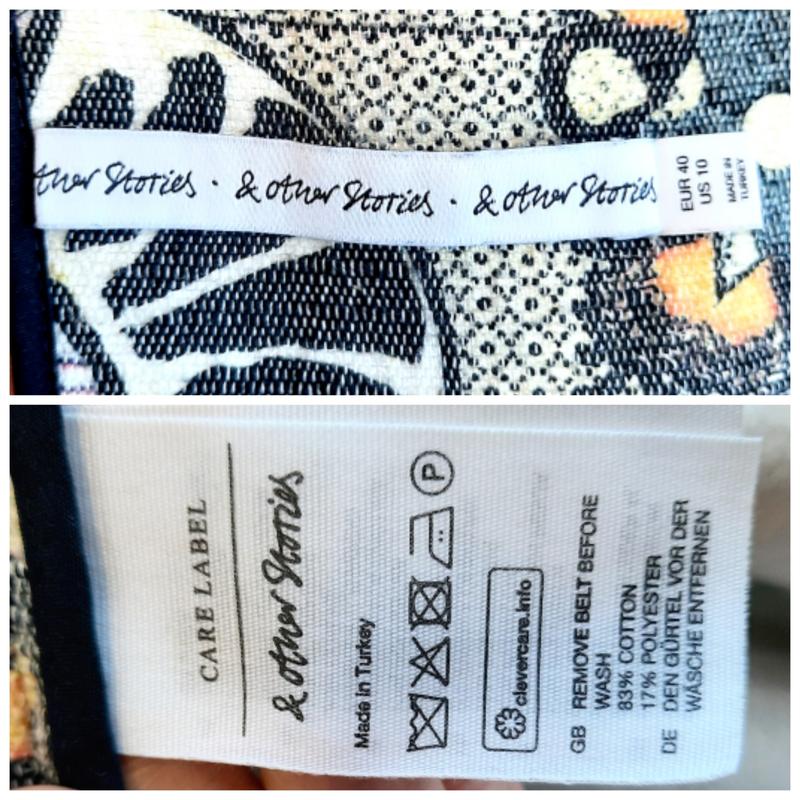 ther Stories · & other Stories · & other Stories
EUR 40
US 10
MADE IN
TURKEY
CARE LABEL
& other Stories
Made in Turkey
P
clevercare.info
GB REMOVE BELT BEFORE
WASH
83% COTTON
17% POLYESTER
DE DEN GÜRTEL VOR DER
WÄSCHE ENTFERNEN